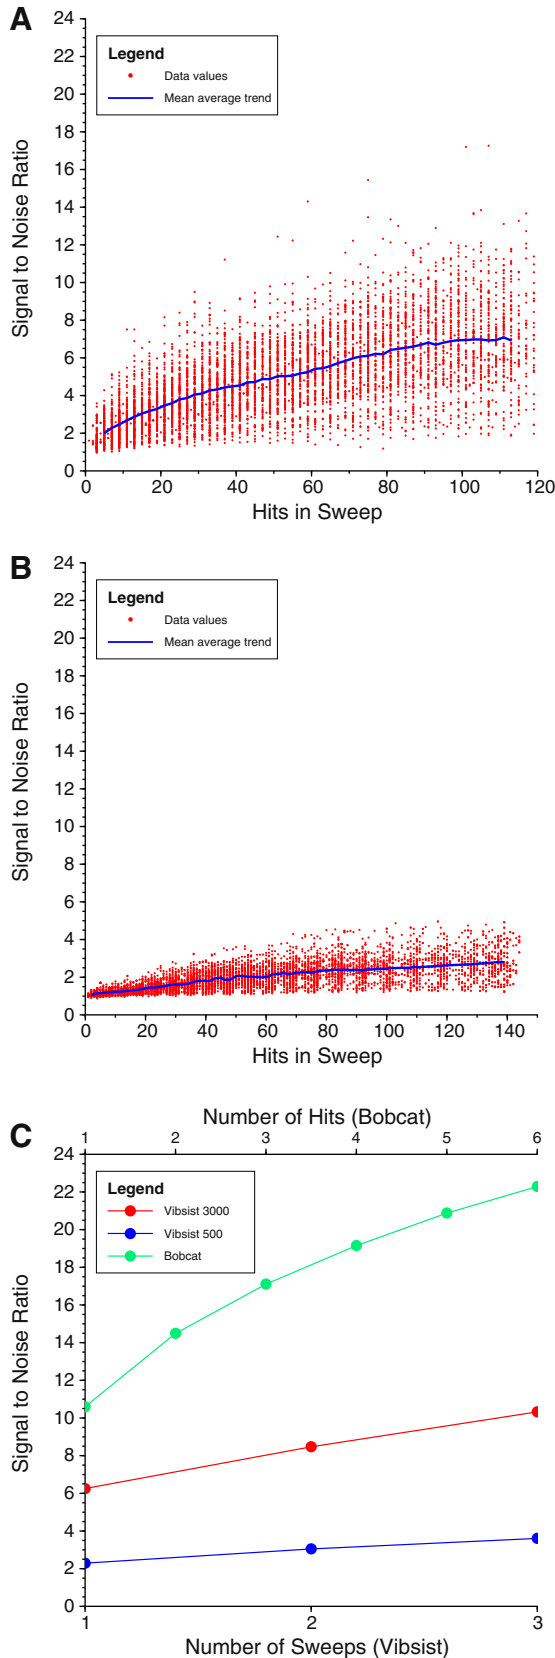 A
24
22
20
18
16
14
12
10
8
6
4
2
0
Signal to Noise Ratio
Legend
Data values
Mean average trend
0 20 40 60 80 100 120
Hits in Sweep
B
24
22
20
18
16
14
12
10
8
6
4
2
0
Signal to Noise Ratio
Legend
Data values
Mean average trend
0 20 40 60 80 100 120 140
Hits in Sweep
C
Number of Hits (Bobcat)
1 2 3 4 5 6
24
22
20
18
16
14
12
10
8
6
4
2
0
Signal to Noise Ratio
Legend
Vibsist 3000
Vibsist 500
Bobcat
1 2 3
Number of Sweeps (Vibsist)